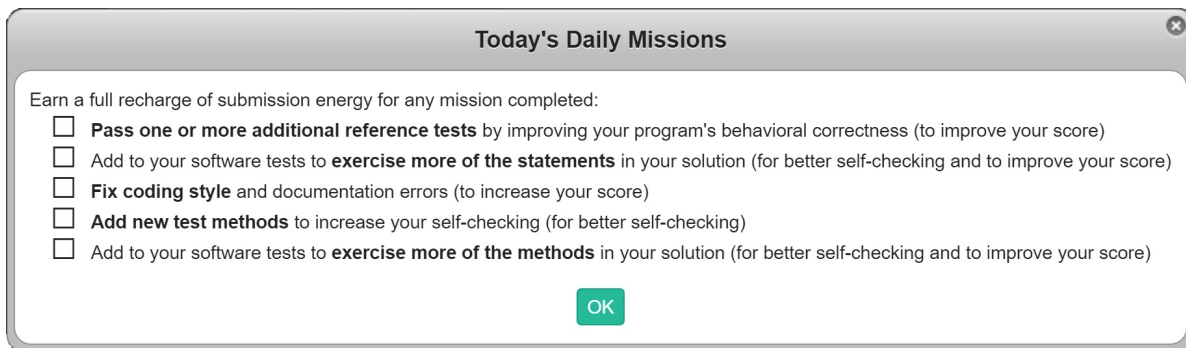 Today's Daily Missions
Earn a full recharge of submission energy for any mission completed:
Pass one or more additional reference tests by improving your program's behavioral correctness (to improve your score)
Add to your software tests to exercise more of the statements in your solution (for better self-checking and to improve your score)
Fix coding style and documentation errors (to increase your score)
Add new test methods to increase your self-checking (for better self-checking)
Add to your software tests to exercise more of the methods in your solution (for better self-checking and to improve your score)
OK